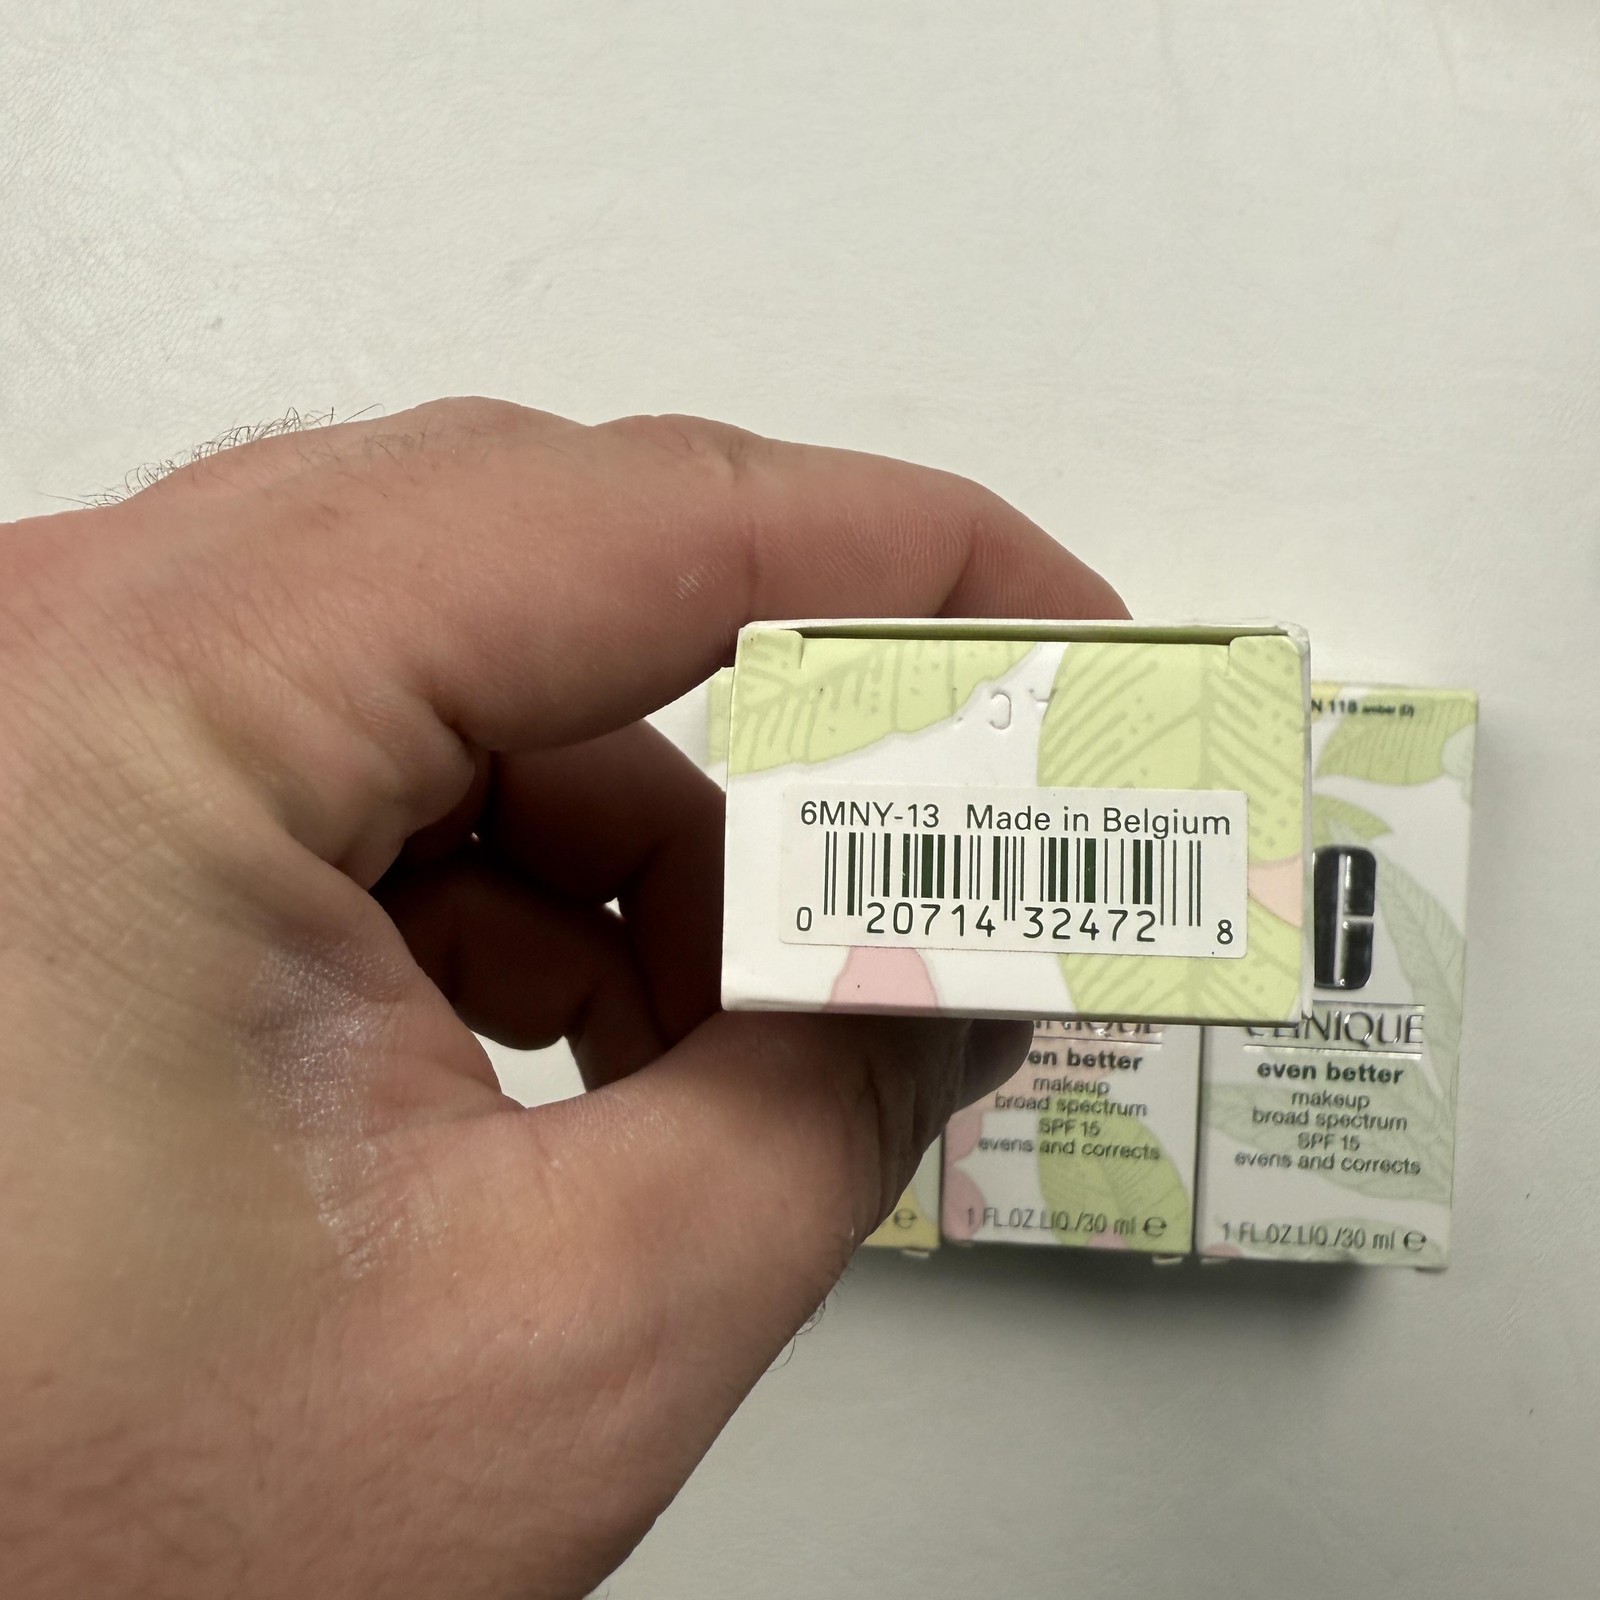 6MNY-13 Made in Belgium
0 20714 32472 8
N 118 amber (D)
CLINIQUE
even better
makeup
broad spectrum
SPF 15
evens and corrects
1 FL.OZ.LIQ./30 ml ℮
CLINIQUE
even better
makeup
broad spectrum
SPF 15
evens and corrects
1 FL.OZ.LIQ./30 ml ℮
℮